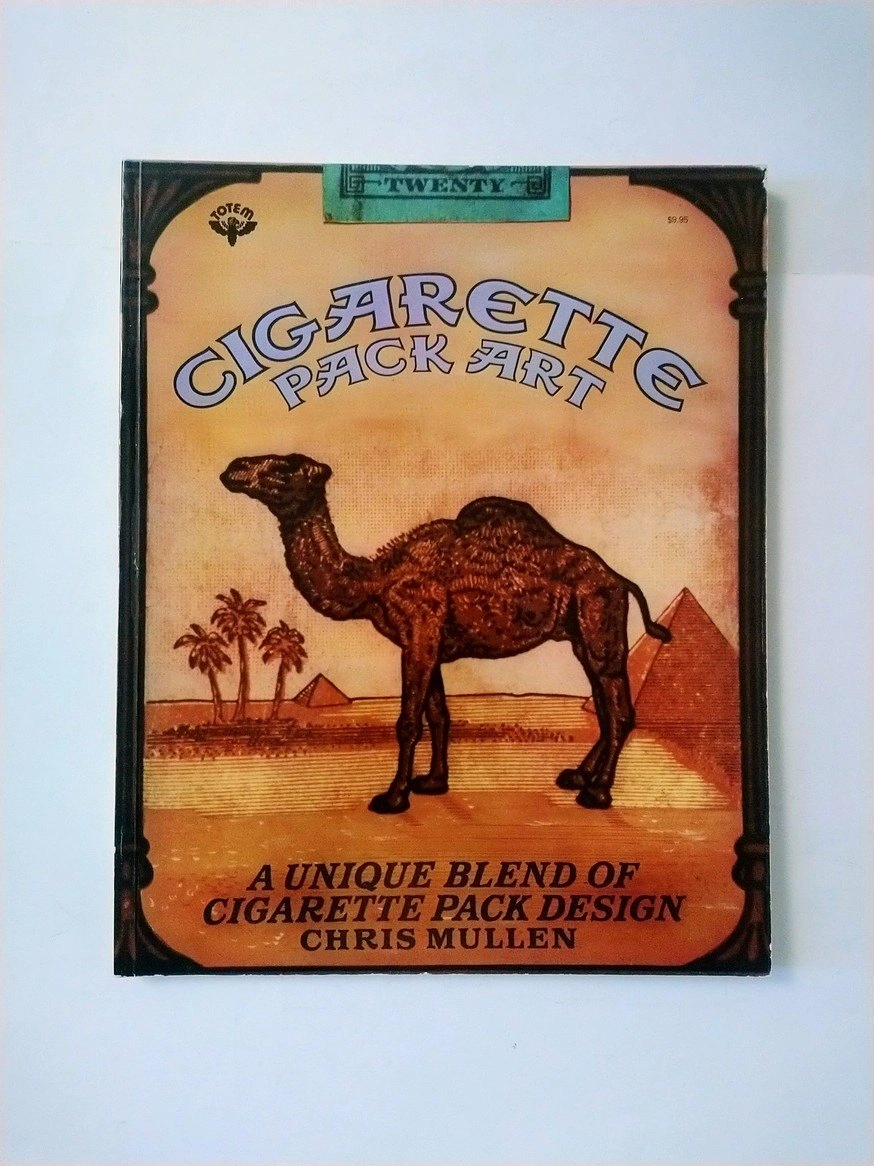 TWENTY
TOTEM
$9.95
CIGARETTE
PACK ART
A UNIQUE BLEND OF
CIGARETTE PACK DESIGN
CHRIS MULLEN